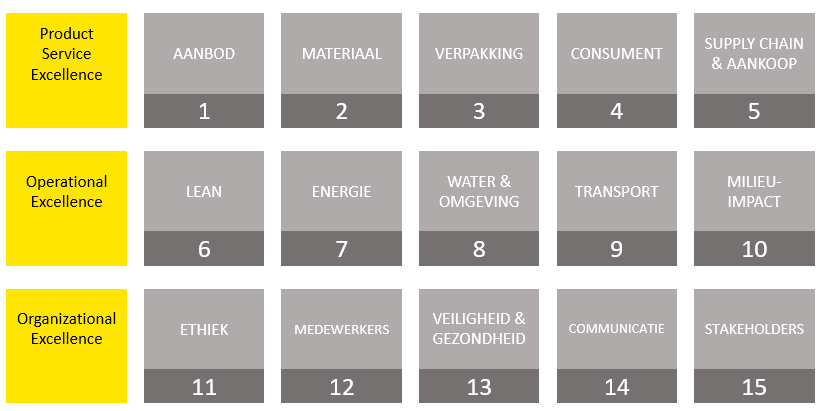 Product
Service
Excellence
AANBOD
1
MATERIAAL
2
VERPAKKING
3
CONSUMENT
4
SUPPLY CHAIN
& AANKOOP
5
Operational
Excellence
LEAN
6
ENERGIE
7
WATER &
OMGEVING
8
TRANSPORT
9
MILIEU-
IMPACT
10
Organizational
Excellence
ETHIEK
11
MEDEWERKERS
12
VEILIGHEID &
GEZONDHEID
13
COMMUNICATIE
14
STAKEHOLDERS
15